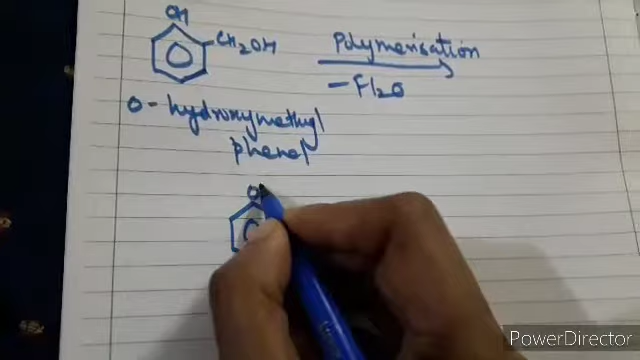 OH
CH2OH
Polymerisation
- H2O
o - hydroxymethyl
phenol
O
PowerDirector